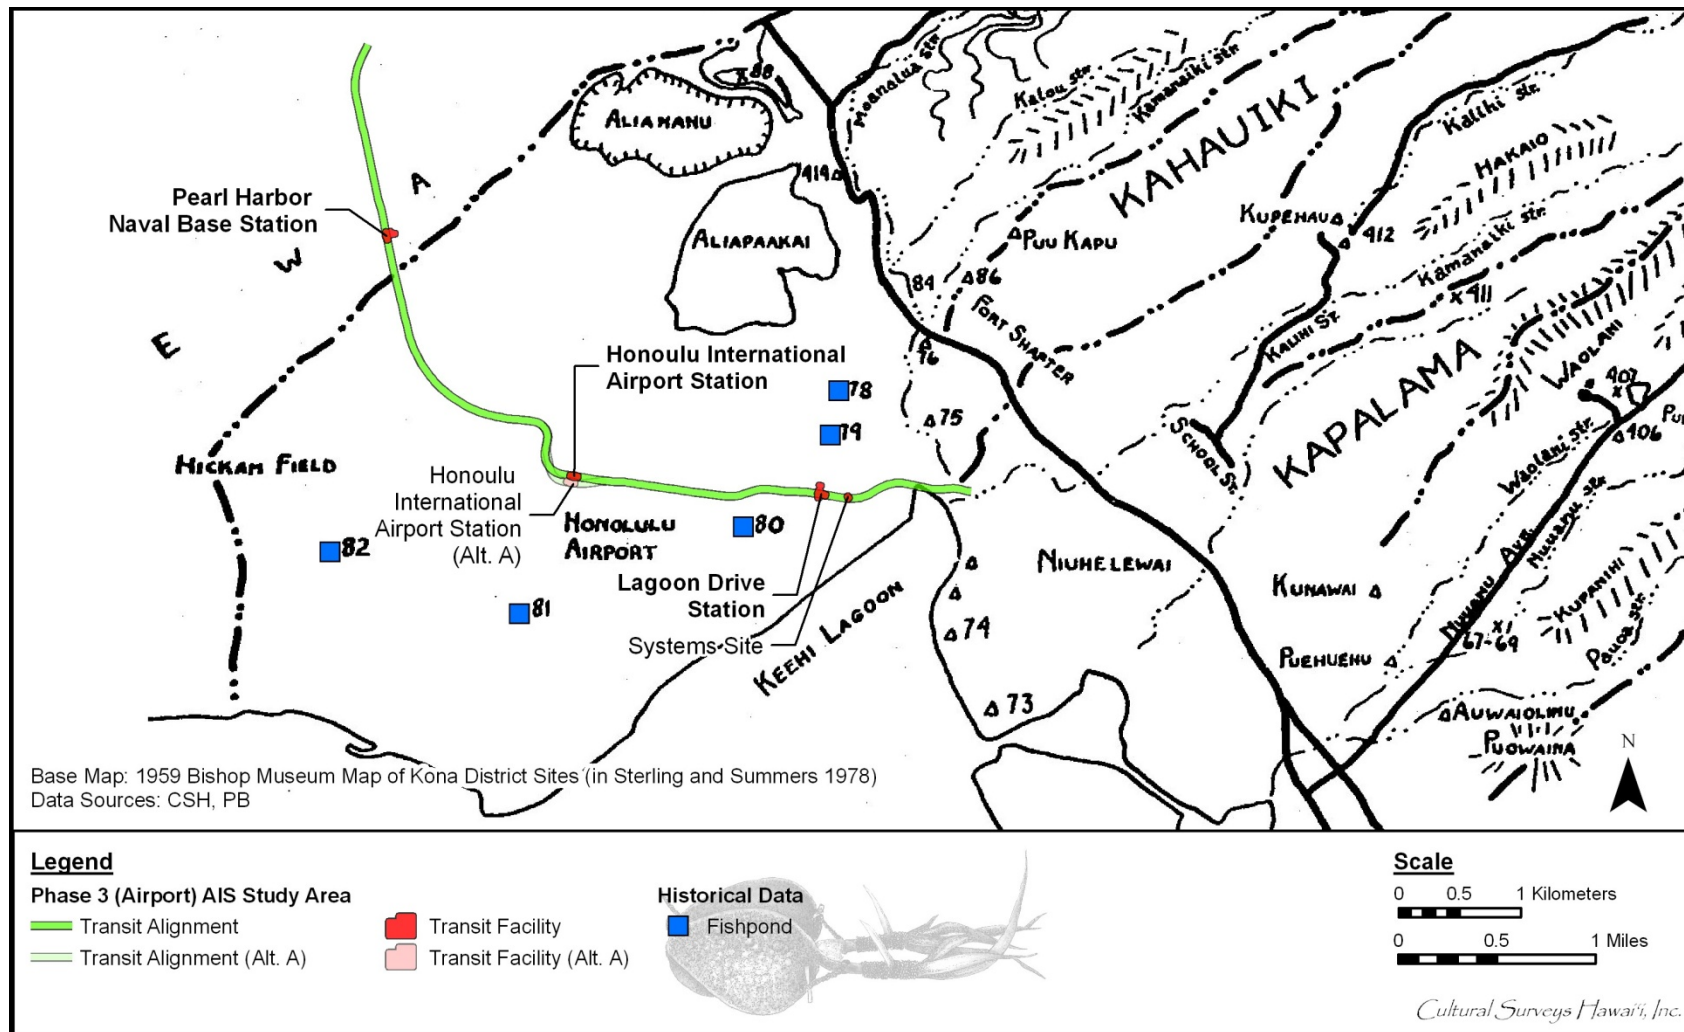 ALIAMANU
X88
Moanalua Str.
Kalou Str.
Kamanaiki Str.
KAHAUIKI
Kalihi Str.
HAKAIO
Pearl Harbor
Naval Base Station
E W A
414
ALIAPAAKAI
KUPEHAU
412
PUU KAPU
Kamanaiki Str.
84
86
X411
FORT SHAFTER
KALIHI ST.
76
KAPALAMA
WAOLANI
407
X
Honoulu International
Airport Station
78
79
75
SCHOOL ST.
Waolani Str.
406
HICKAM FIELD
Honoulu
International
Airport Station
(Alt. A)
HONOLULU
AIRPORT
80
82
81
Lagoon Drive
Station
Systems Site
KEEHI LAGOON
NIUHELEWAI
KUNAWAI
NUUANU AVE.
Nuuanu Str.
KUPANIHI
74
X1
67-69
Pauoa Str.
PUEHUEHU
73
AUWAIOLIMU
PUOWAINA
N
Base Map: 1959 Bishop Museum Map of Kona District Sites (in Sterling and Summers 1978)
Data Sources: CSH, PB
Legend
Phase 3 (Airport) AIS Study Area
Transit Alignment
Transit Alignment (Alt. A)
Transit Facility
Transit Facility (Alt. A)
Historical Data
Fishpond
Scale
0 0.5 1 Kilometers
0 0.5 1 Miles
Cultural Surveys Hawai'i, Inc.